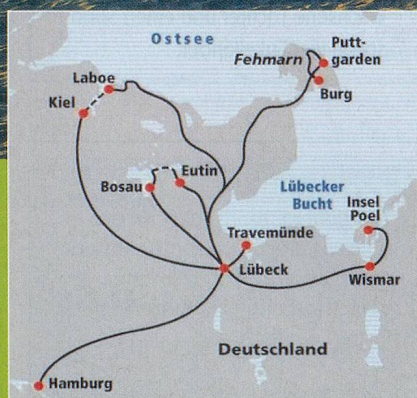 Ostsee
Putt-
garden
Fehmarn
Laboe
Burg
Kiel
Eutin
Bosau
Lübecker
Bucht
Insel
Poel
Travemünde
Lübeck
Wismar
Deutschland
Hamburg